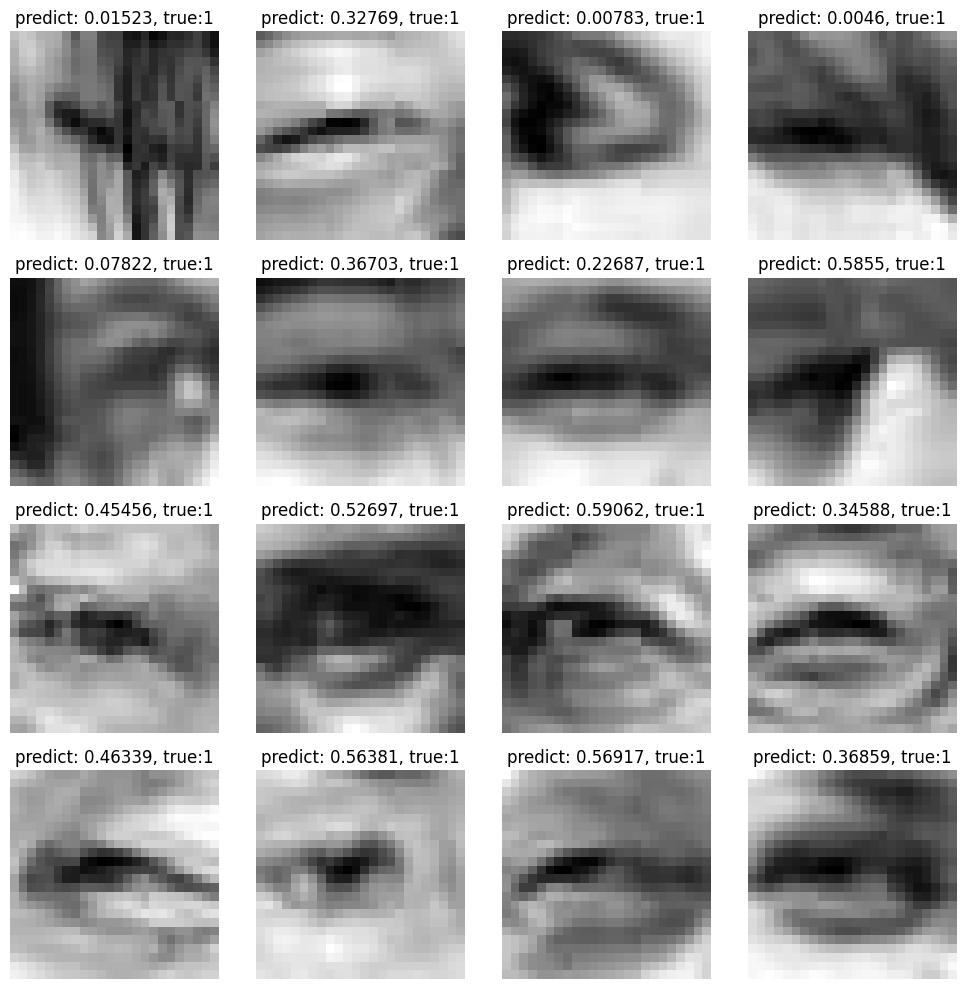 predict: 0.01523, true:1
predict: 0.32769, true:1
predict: 0.00783, true:1
predict: 0.0046, true:1
predict: 0.07822, true:1
predict: 0.36703, true:1
predict: 0.22687, true:1
predict: 0.5855, true:1
predict: 0.45456, true:1
predict: 0.52697, true:1
predict: 0.59062, true:1
predict: 0.34588, true:1
predict: 0.46339, true:1
predict: 0.56381, true:1
predict: 0.56917, true:1
predict: 0.36859, true:1